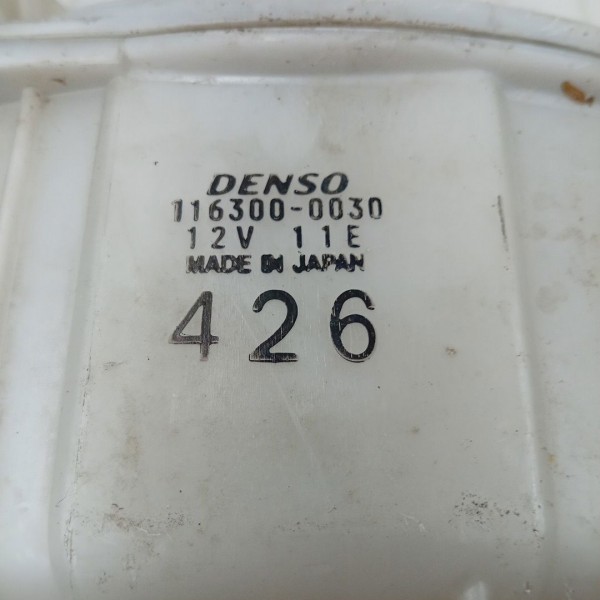 DENSO
116300-0030
12V 11E
MADE IN JAPAN
426